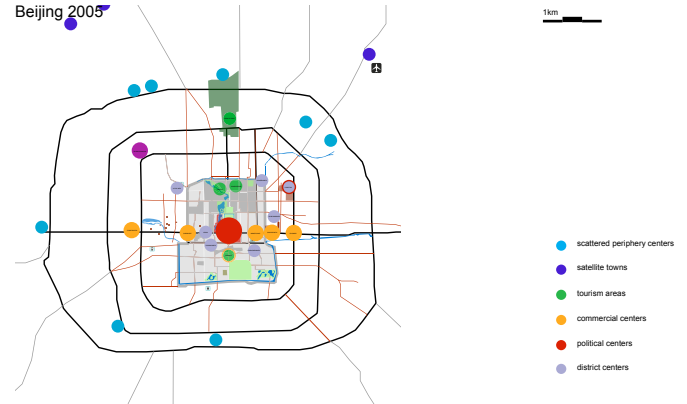 Beijing 2005
1km
scattered periphery centers
satellite towns
tourism areas
commercial centers
political centers
district centers